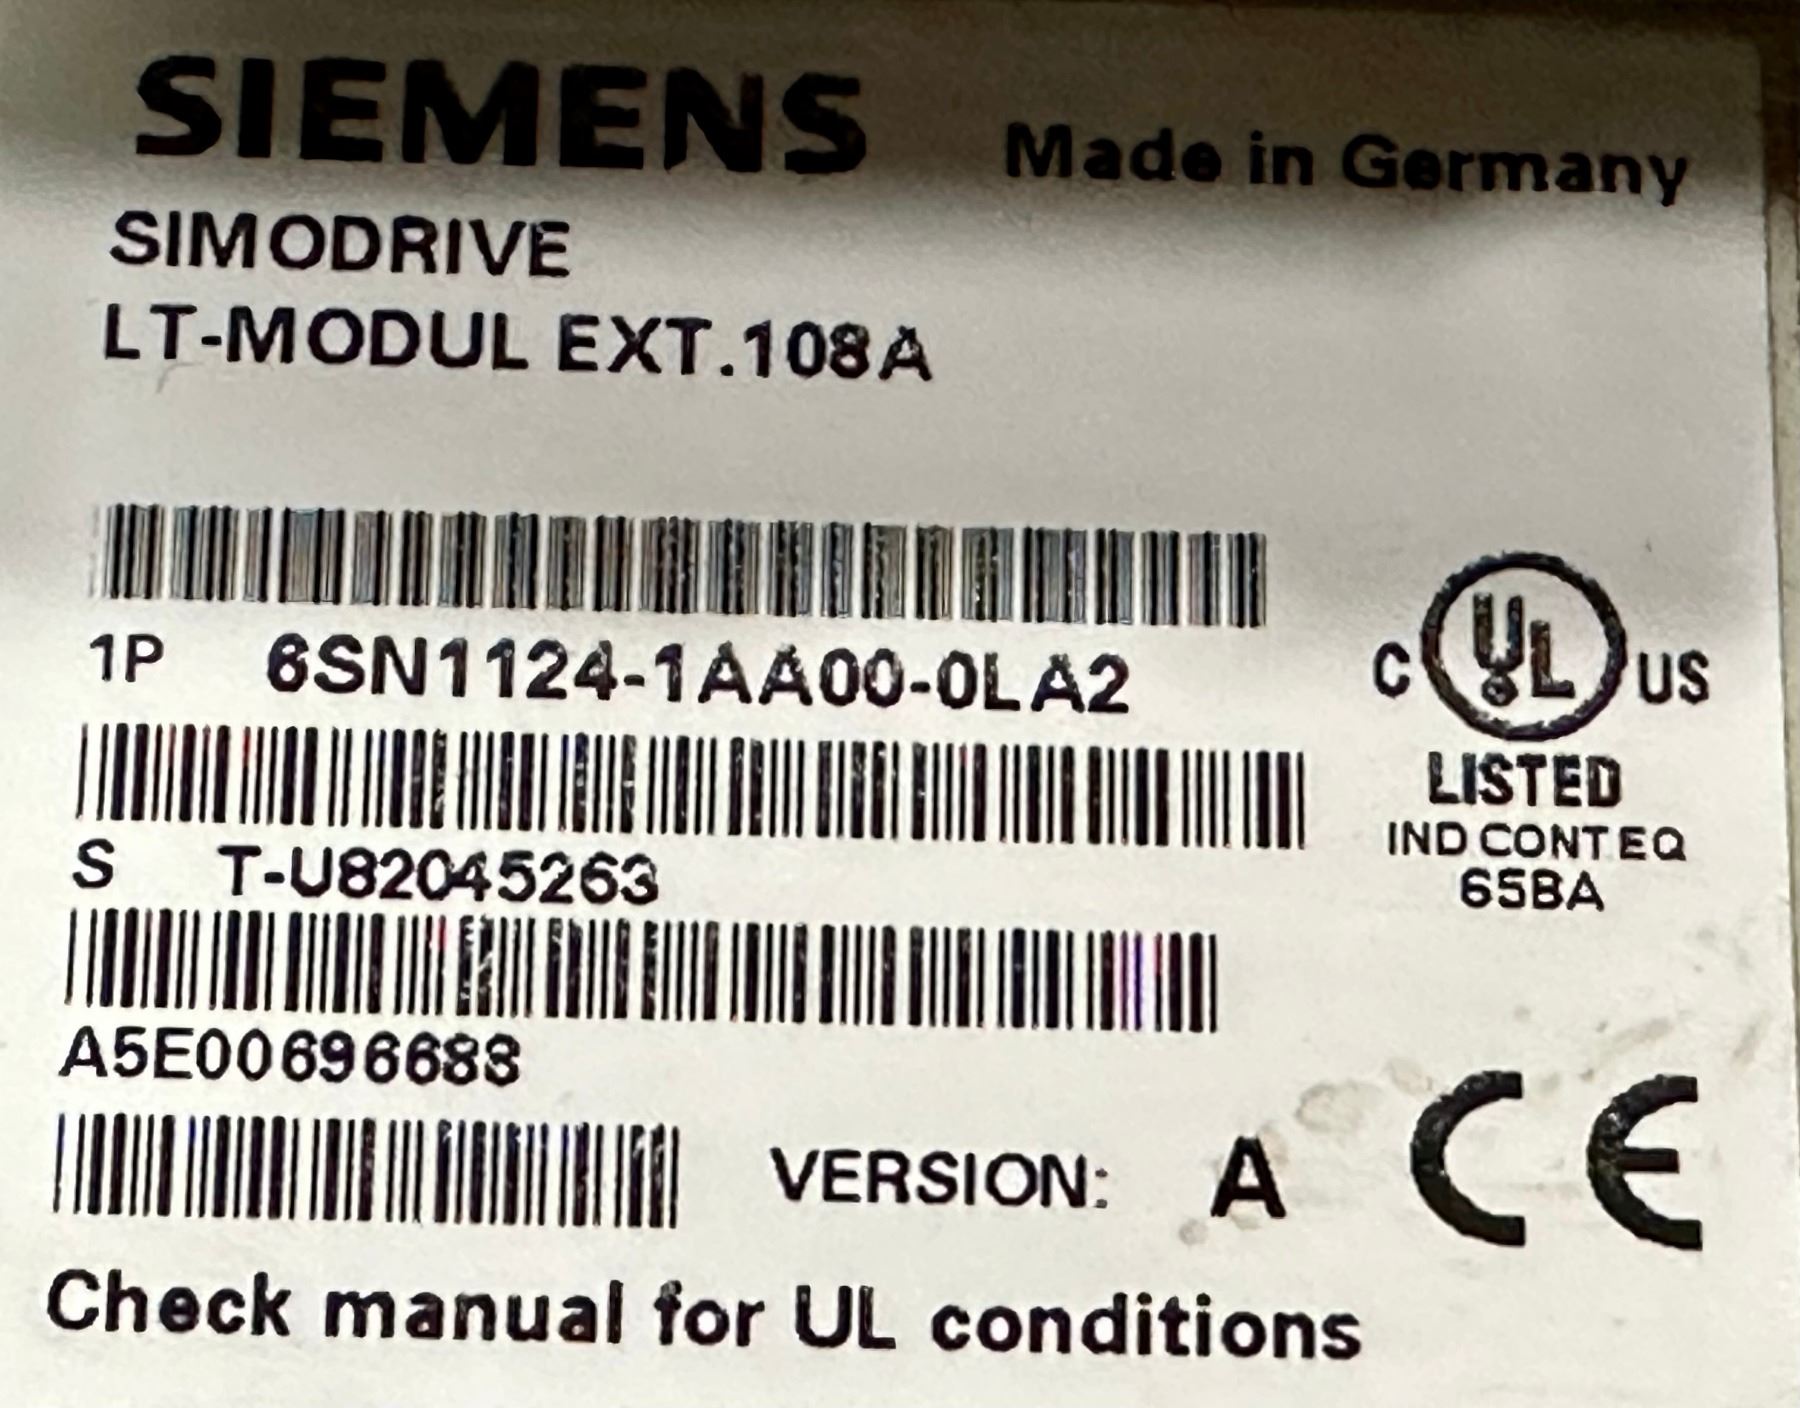 SIEMENS Made in Germany
SIMODRIVE
LT-MODUL EXT.108A
1P 6SN1124-1AA00-0LA2
C UL US
LISTED
IND CONT EQ
65BA
S T-U82045263
A5E00696688
VERSION: A CE
Check manual for UL conditions